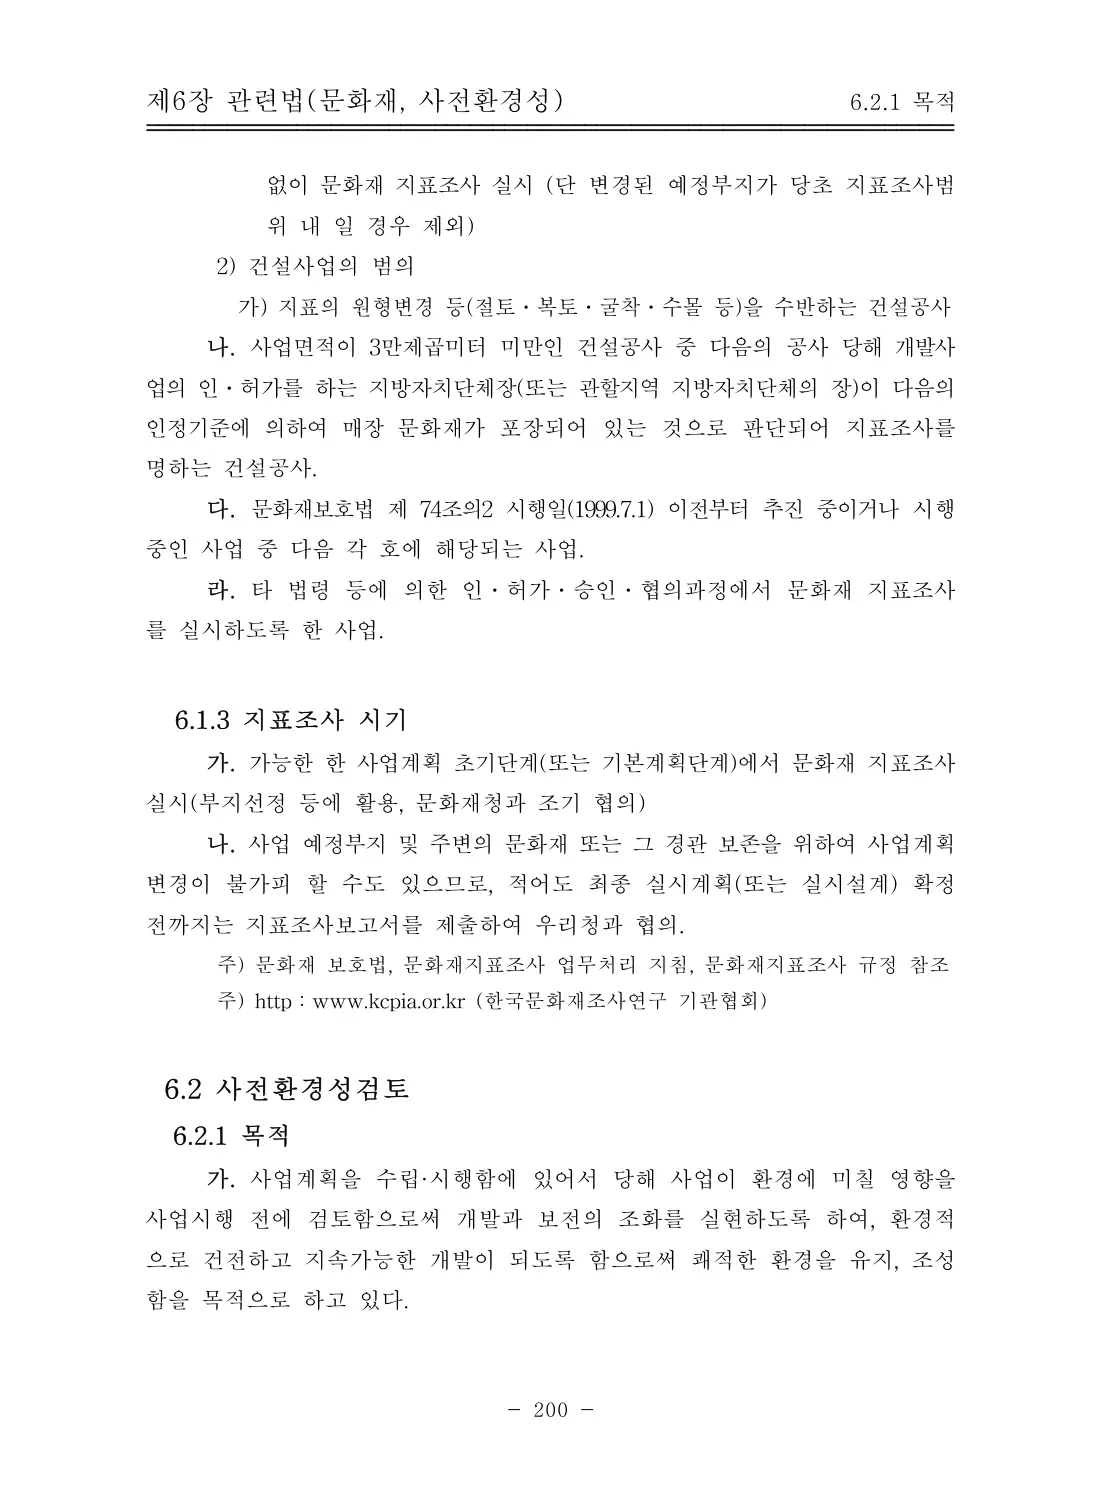 제6장 관련법(문화재, 사전환경성)
6.2.1 목적
없이 문화재 지표조사 실시 (단 변경된 예정부지가 당초 지표조사범
위 내 일 경우 제외)
2) 건설사업의 범의
가) 지표의 원형변경 등(절토・복토・굴착・수몰 등)을 수반하는 건설공사
나. 사업면적이 3만제곱미터 미만인 건설공사 중 다음의 공사 당해 개발사
업의 인・허가를 하는 지방자치단체장(또는 관할지역 지방자치단체의 장)이 다음의
인정기준에 의하여 매장 문화재가 포장되어 있는 것으로 판단되어 지표조사를
명하는 건설공사.
다. 문화재보호법 제 74조의2 시행일(1999.7.1) 이전부터 추진 중이거나 시행
중인 사업 중 다음 각 호에 해당되는 사업.
라. 타 법령 등에 의한 인・허가・승인・협의과정에서 문화재 지표조사
를 실시하도록 한 사업.
6.1.3 지표조사 시기
가. 가능한 한 사업계획 초기단계(또는 기본계획단계)에서 문화재 지표조사
실시(부지선정 등에 활용, 문화재청과 조기 협의)
나. 사업 예정부지 및 주변의 문화재 또는 그 경관 보존을 위하여 사업계획
변경이 불가피 할 수도 있으므로, 적어도 최종 실시계획(또는 실시설계) 확정
전까지는 지표조사보고서를 제출하여 우리청과 협의.
주) 문화재 보호법, 문화재지표조사 업무처리 지침, 문화재지표조사 규정 참조
주) http : www.kcpia.or.kr (한국문화재조사연구 기관협회)
6.2 사전환경성검토
6.2.1 목적
가. 사업계획을 수립·시행함에 있어서 당해 사업이 환경에 미칠 영향을
사업시행 전에 검토함으로써 개발과 보전의 조화를 실현하도록 하여, 환경적
으로 건전하고 지속가능한 개발이 되도록 함으로써 쾌적한 환경을 유지, 조성
함을 목적으로 하고 있다.
- 200 -